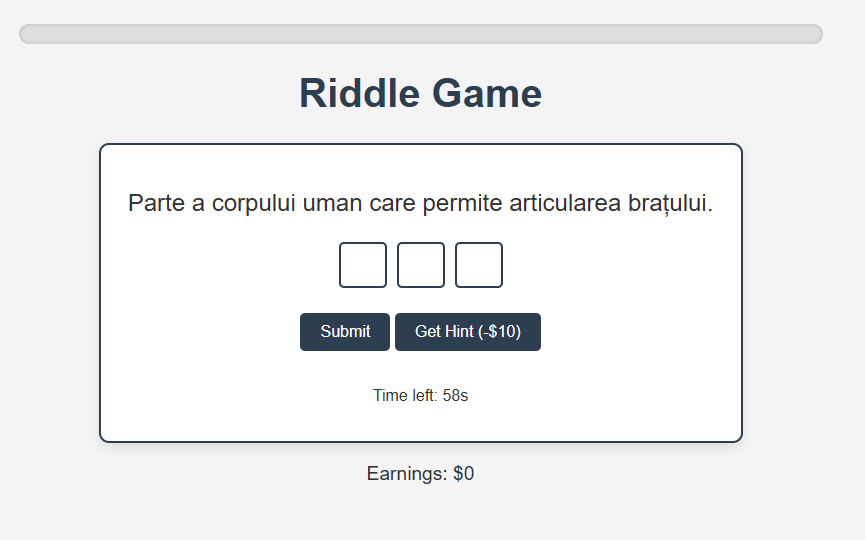 Riddle Game
Parte a corpului uman care permite articularea brațului.
Submit
Get Hint (-$10)
Time left: 58s
Earnings: $0